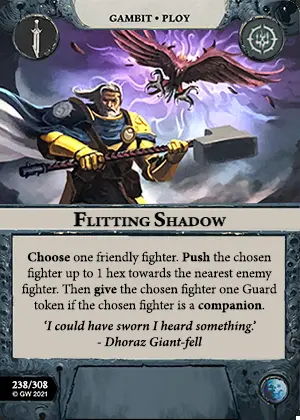 GAMBIT • PLOY
FLITTING SHADOW
Choose one friendly fighter. Push the chosen
fighter up to 1 hex towards the nearest enemy
fighter. Then give the chosen fighter one Guard
token if the chosen fighter is a companion.
‘I could have sworn I heard something.’
- Dhoraz Giant-fell
238/308
© GW 2021